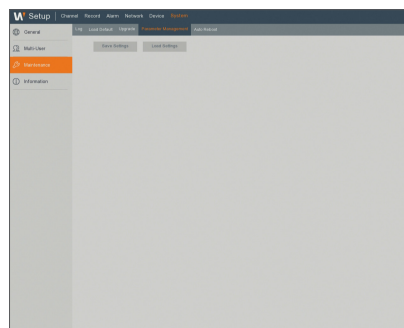 W Setup Channel Record Alarm Network Device System
Log Load Default Upgrade Parameter Management Auto Reboot
General
Multi-User
Maintenance
Information
Save Settings Load Settings